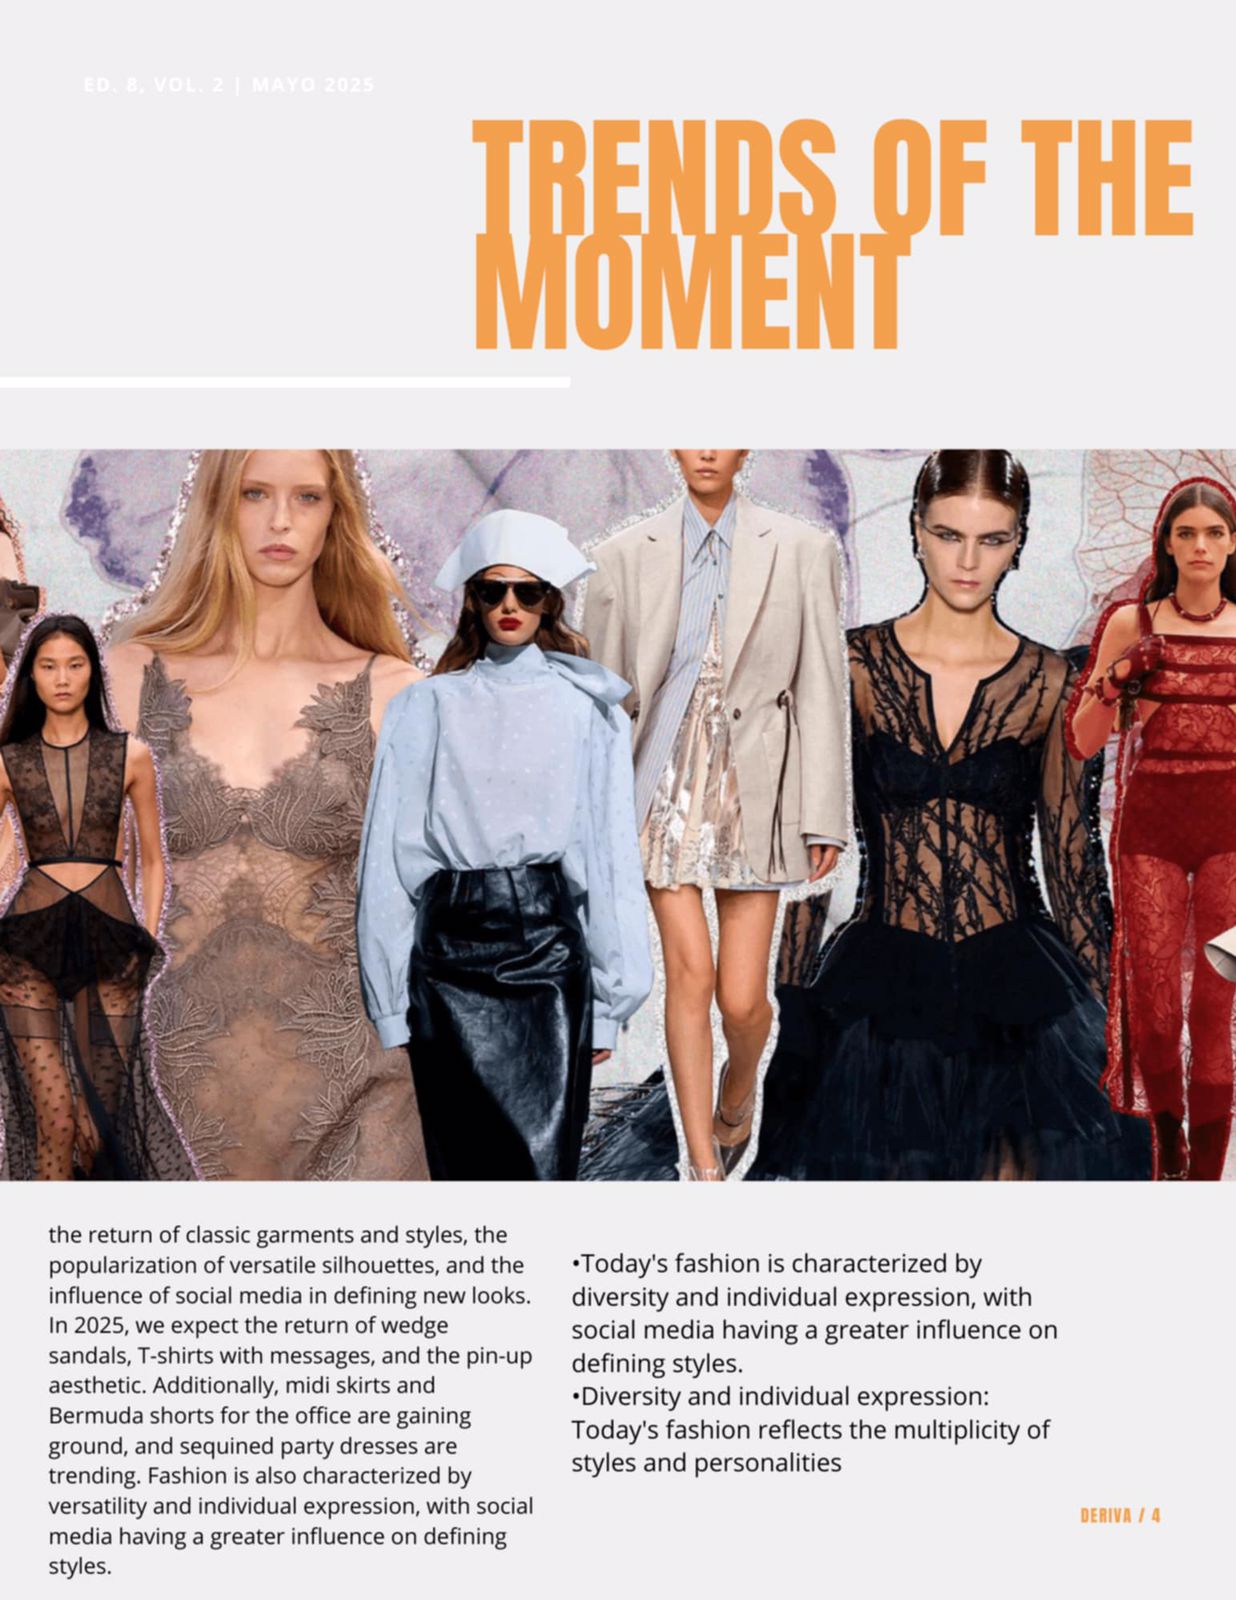 ED. 8, VOL. 2 | MAYO 2025
TRENDS OF THE
MOMENT
the return of classic garments and styles, the
popularization of versatile silhouettes, and the
influence of social media in defining new looks.
In 2025, we expect the return of wedge
sandals, T-shirts with messages, and the pin-up
aesthetic. Additionally, midi skirts and
Bermuda shorts for the office are gaining
ground, and sequined party dresses are
trending. Fashion is also characterized by
versatility and individual expression, with social
media having a greater influence on defining
styles.
•Today's fashion is characterized by
diversity and individual expression, with
social media having a greater influence on
defining styles.
•Diversity and individual expression:
Today's fashion reflects the multiplicity of
styles and personalities
DERIVA / 4